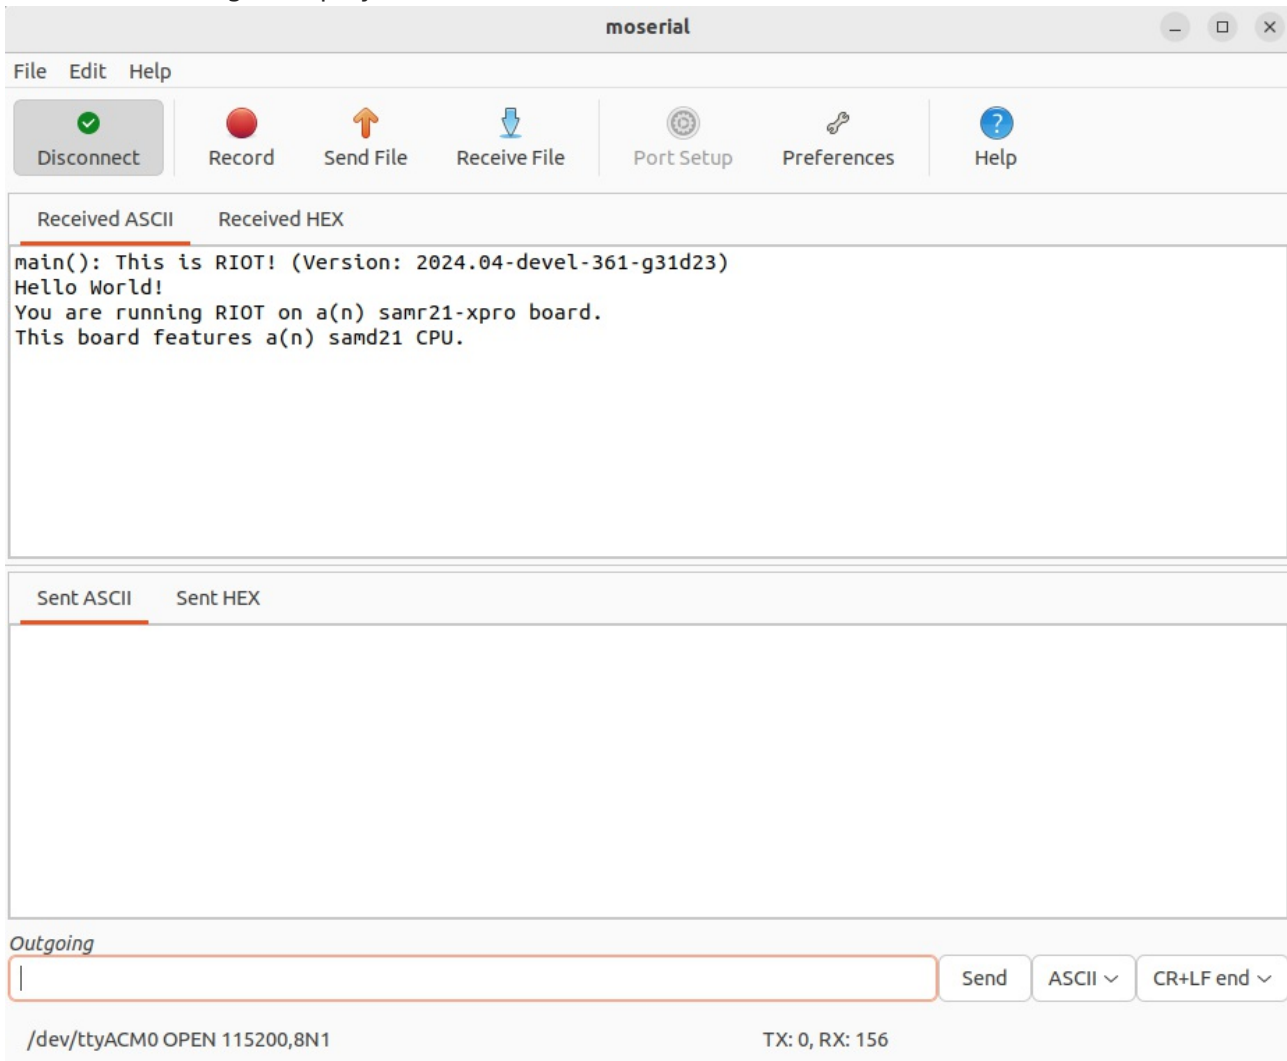 moserial
File Edit Help
Disconnect Record Send File Receive File Port Setup Preferences Help
Received ASCII Received HEX
main(): This is RIOT! (Version: 2024.04-devel-361-g31d23)
Hello World!
You are running RIOT on a(n) samr21-xpro board.
This board features a(n) samd21 CPU.
Sent ASCII Sent HEX
Outgoing
Send ASCII CR+LF end
/dev/ttyACM0 OPEN 115200,8N1 TX: 0, RX: 156